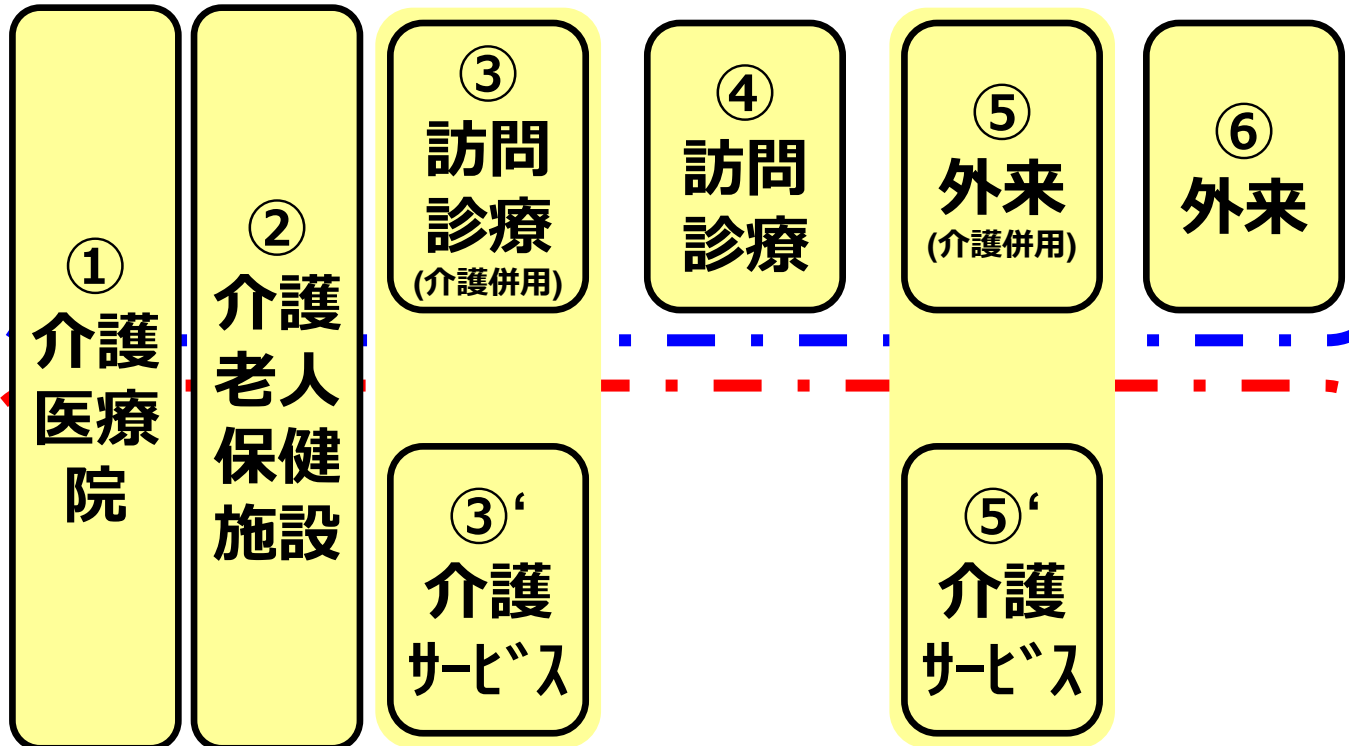 ①
介護
医療
院
②
介護
老人
保健
施設
③
訪問
診療
(介護併用)
③‘
介護
ｻｰﾋﾞｽ
④
訪問
診療
⑤
外来
(介護併用)
⑤‘
介護
ｻｰﾋﾞｽ
⑥
外来